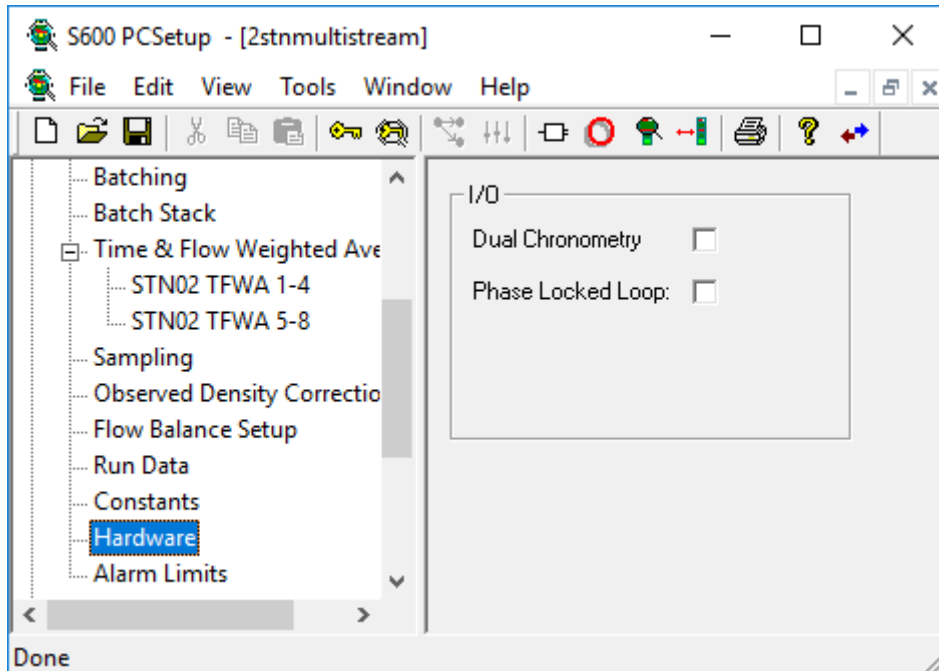 S600 PCSetup - [2stnmultistream]
File Edit View Tools Window Help
Batching
Batch Stack
Time & Flow Weighted Ave
STN02 TFWA 1-4
STN02 TFWA 5-8
Sampling
Observed Density Correctio
Flow Balance Setup
Run Data
Constants
Hardware
Alarm Limits
I/O
Dual Chronometry
Phase Locked Loop:
Done